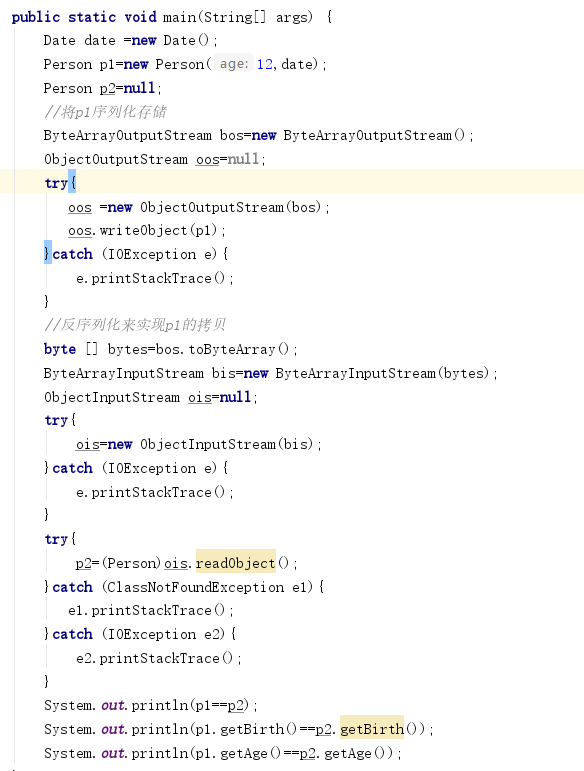 public static void main(String[] args) {
Date date =new Date();
Person p1=new Person( age: 12,date);
Person p2=null;
//将p1序列化存储
ByteArrayOutputStream bos=new ByteArrayOutputStream();
ObjectOutputStream oos=null;
try{
oos =new ObjectOutputStream(bos);
oos.writeObject(p1);
}catch (IOException e){
e.printStackTrace();
}
//反序列化来实现p1的拷贝
byte [] bytes=bos.toByteArray();
ByteArrayInputStream bis=new ByteArrayInputStream(bytes);
ObjectInputStream ois=null;
try{
ois=new ObjectInputStream(bis);
}catch (IOException e){
e.printStackTrace();
}
try{
p2=(Person)ois.readObject();
}catch (ClassNotFoundException e1){
e1.printStackTrace();
}catch (IOException e2){
e2.printStackTrace();
}
System.out.println(p1==p2);
System.out.println(p1.getBirth()==p2.getBirth());
System.out.println(p1.getAge()==p2.getAge());